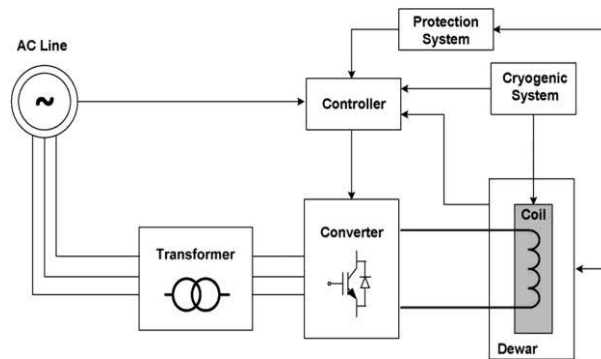 Protection
System
AC Line
Cryogenic
System
Controller
Coil
Converter
Transformer
Dewar